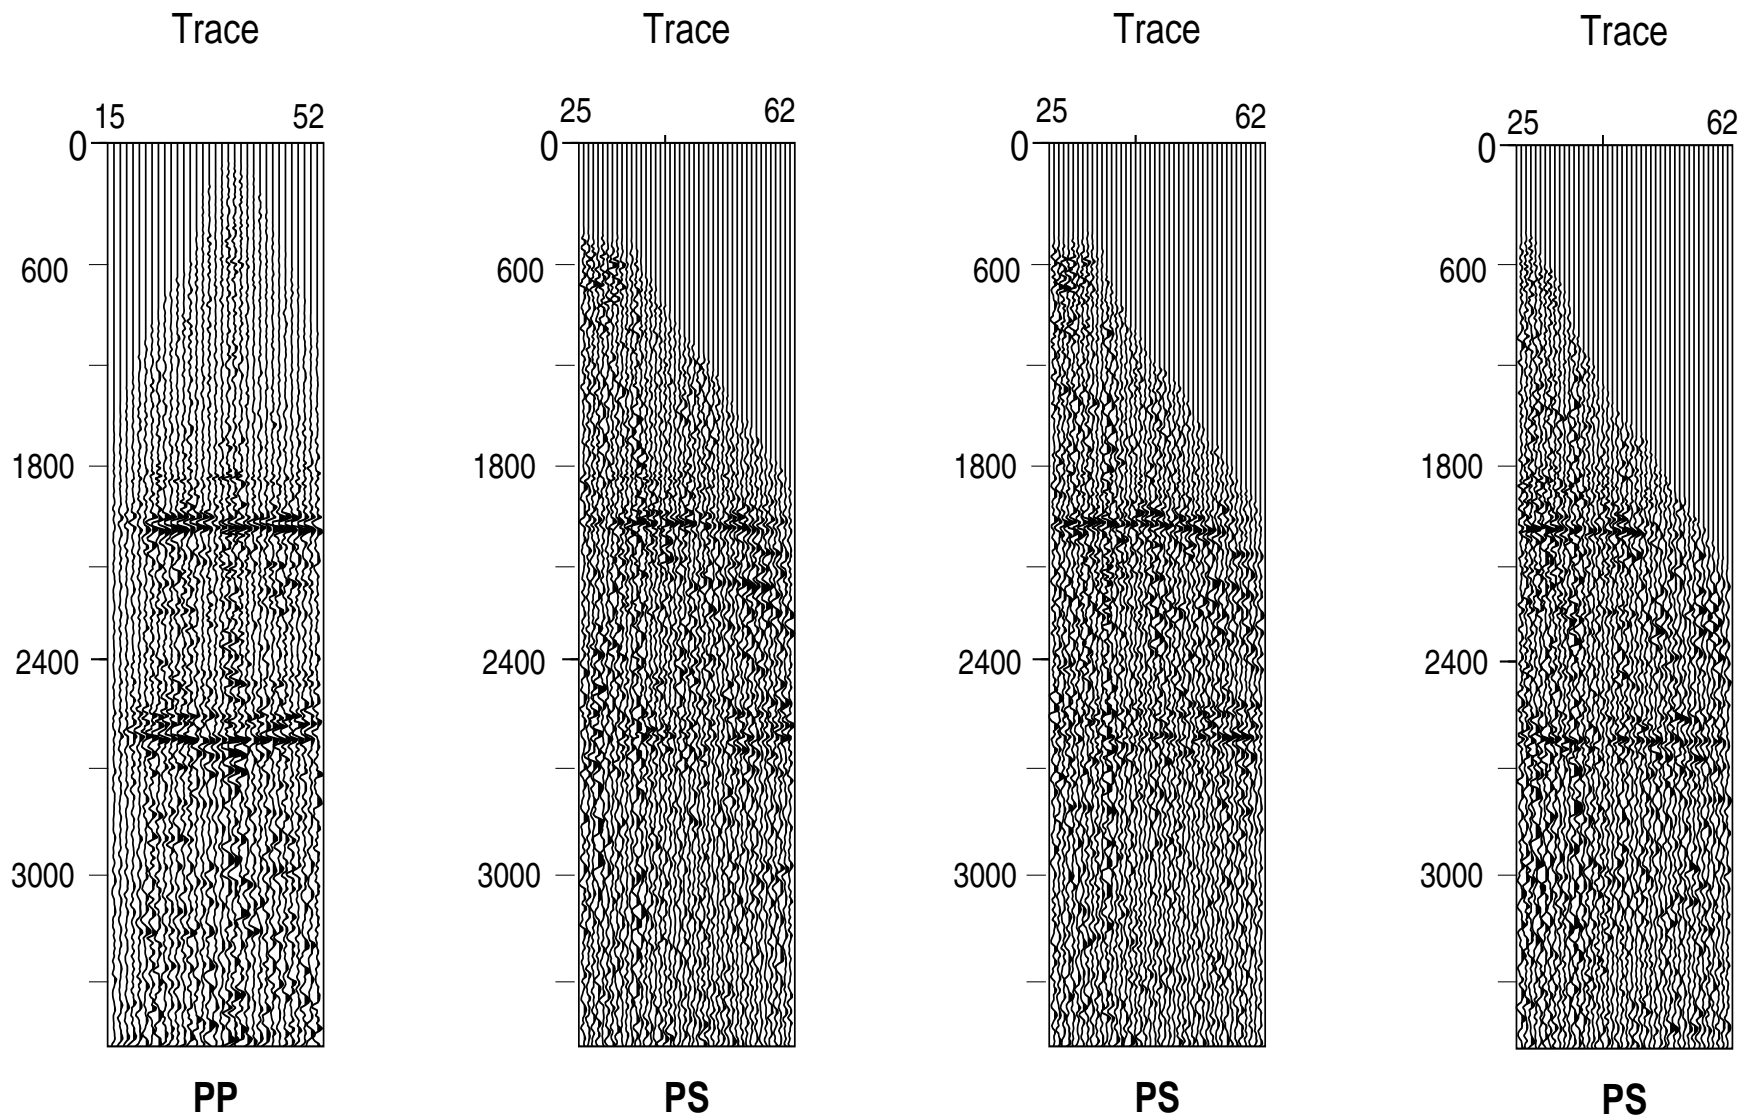 Trace Trace Trace Trace
15 52 25 62 25 62 25 62
0 0 0 0
600 600 600 600
1800 1800 1800 1800
2400 2400 2400 2400
3000 3000 3000 3000
PP PS PS PS